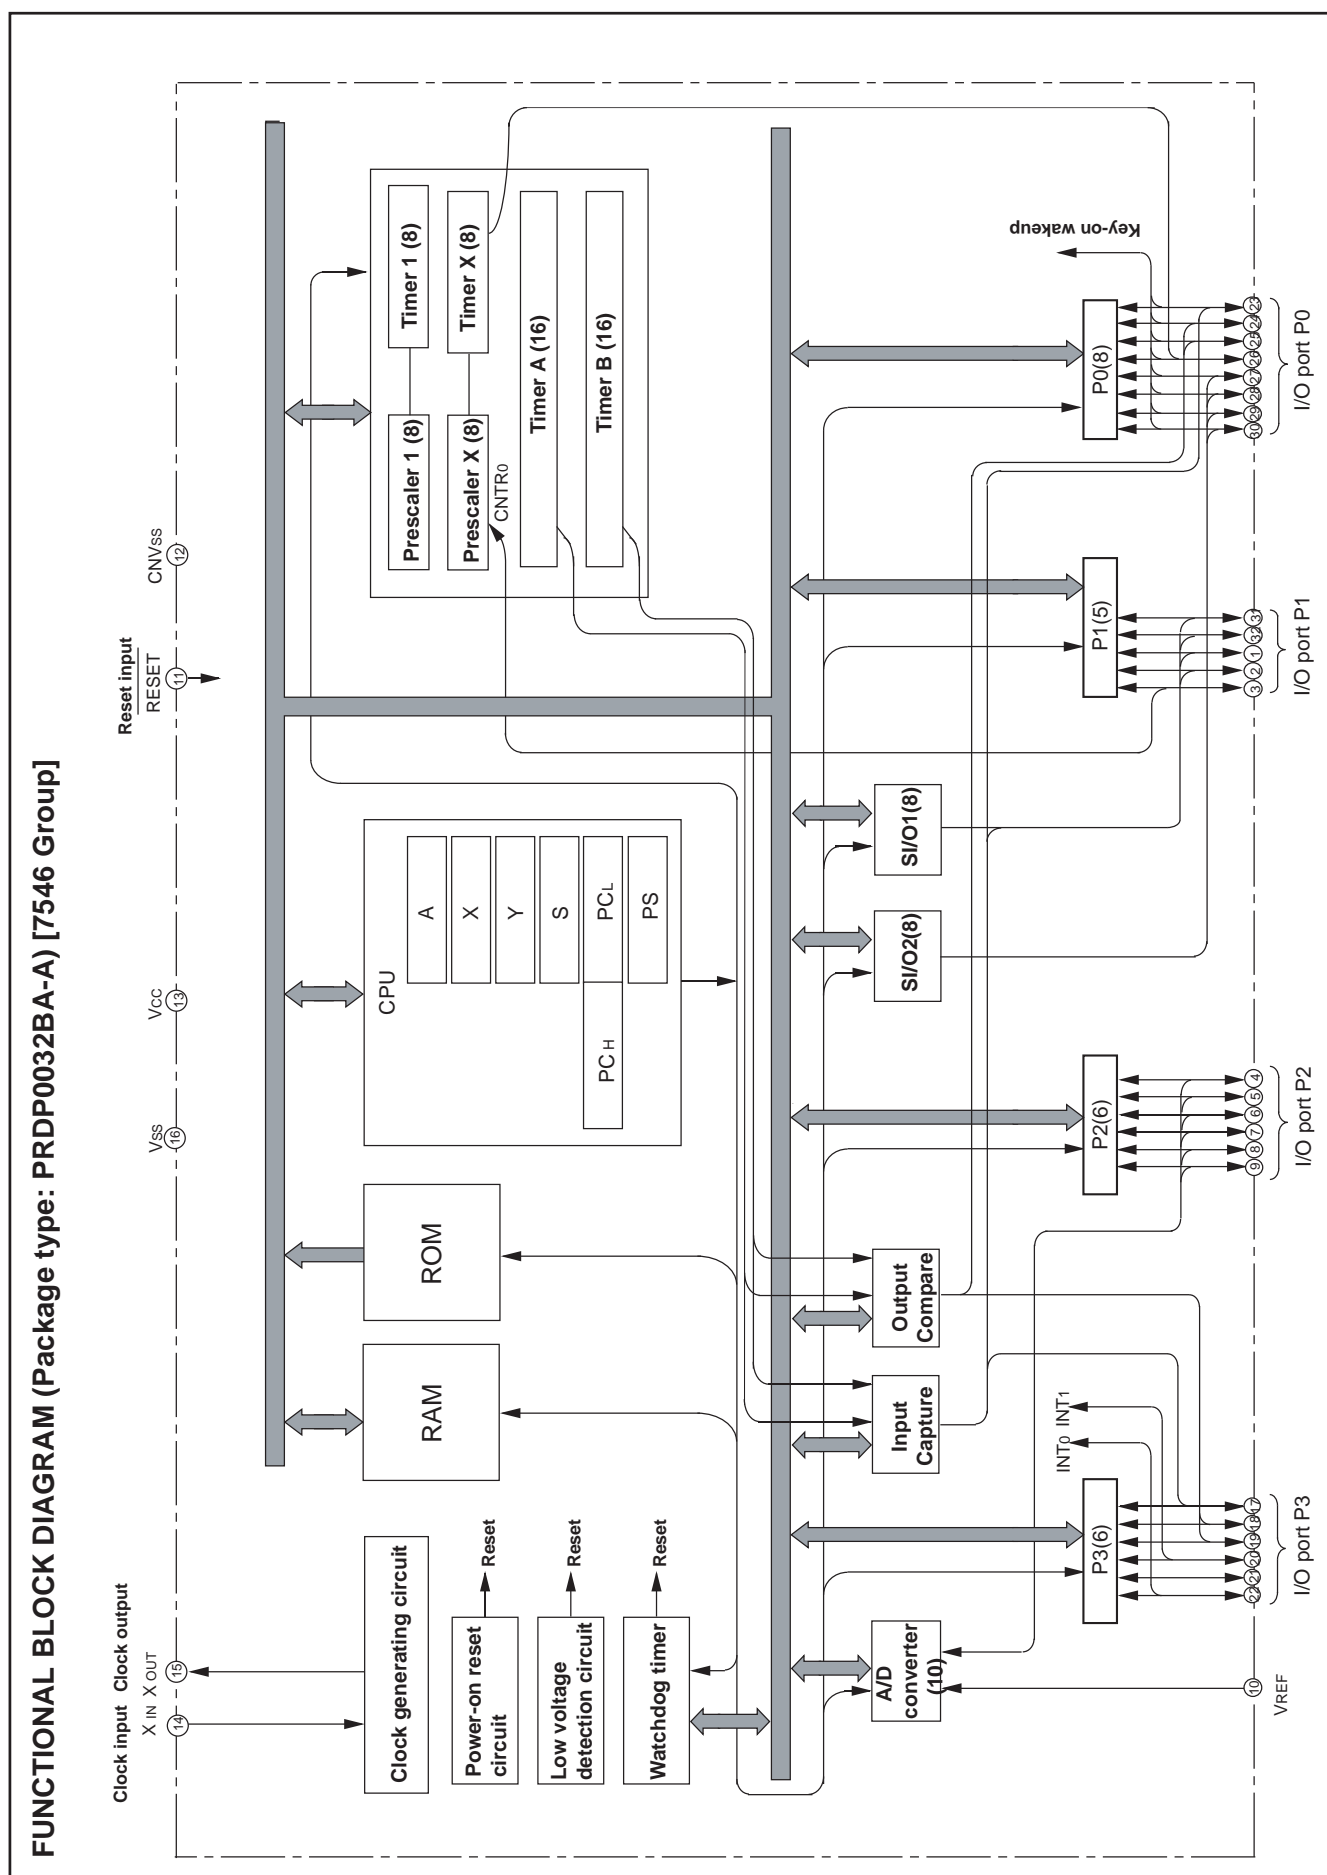 FUNCTIONAL BLOCK DIAGRAM (Package type: PRDP0032BA-A) [7546 Group]
Clock input Clock output
X IN X OUT
14
15
VSS
16
VCC
13
Reset input
RESET
11
CNVSS
12
Clock generating circuit
Power-on reset
circuit
Reset
Low voltage
detection circuit
Reset
Watchdog timer
Reset
RAM
ROM
CPU
A
X
Y
S
PC H
PCL
PS
Prescaler 1 (8)
Timer 1 (8)
Prescaler X (8)
Timer X (8)
CNTR0
Timer A (16)
Timer B (16)
A/D
converter
(10)
Input
Capture
Output
Compare
SI/O2(8)
SI/O1(8)
INT0
INT1
Key-on wakeup
P3(6)
P2(6)
P1(5)
P0(8)
10
22
21
20
19
18
17
9
8
7
6
5
4
3
2
1
32
31
30
29
28
27
26
25
24
23
VREF
I/O port P3
I/O port P2
I/O port P1
I/O port P0